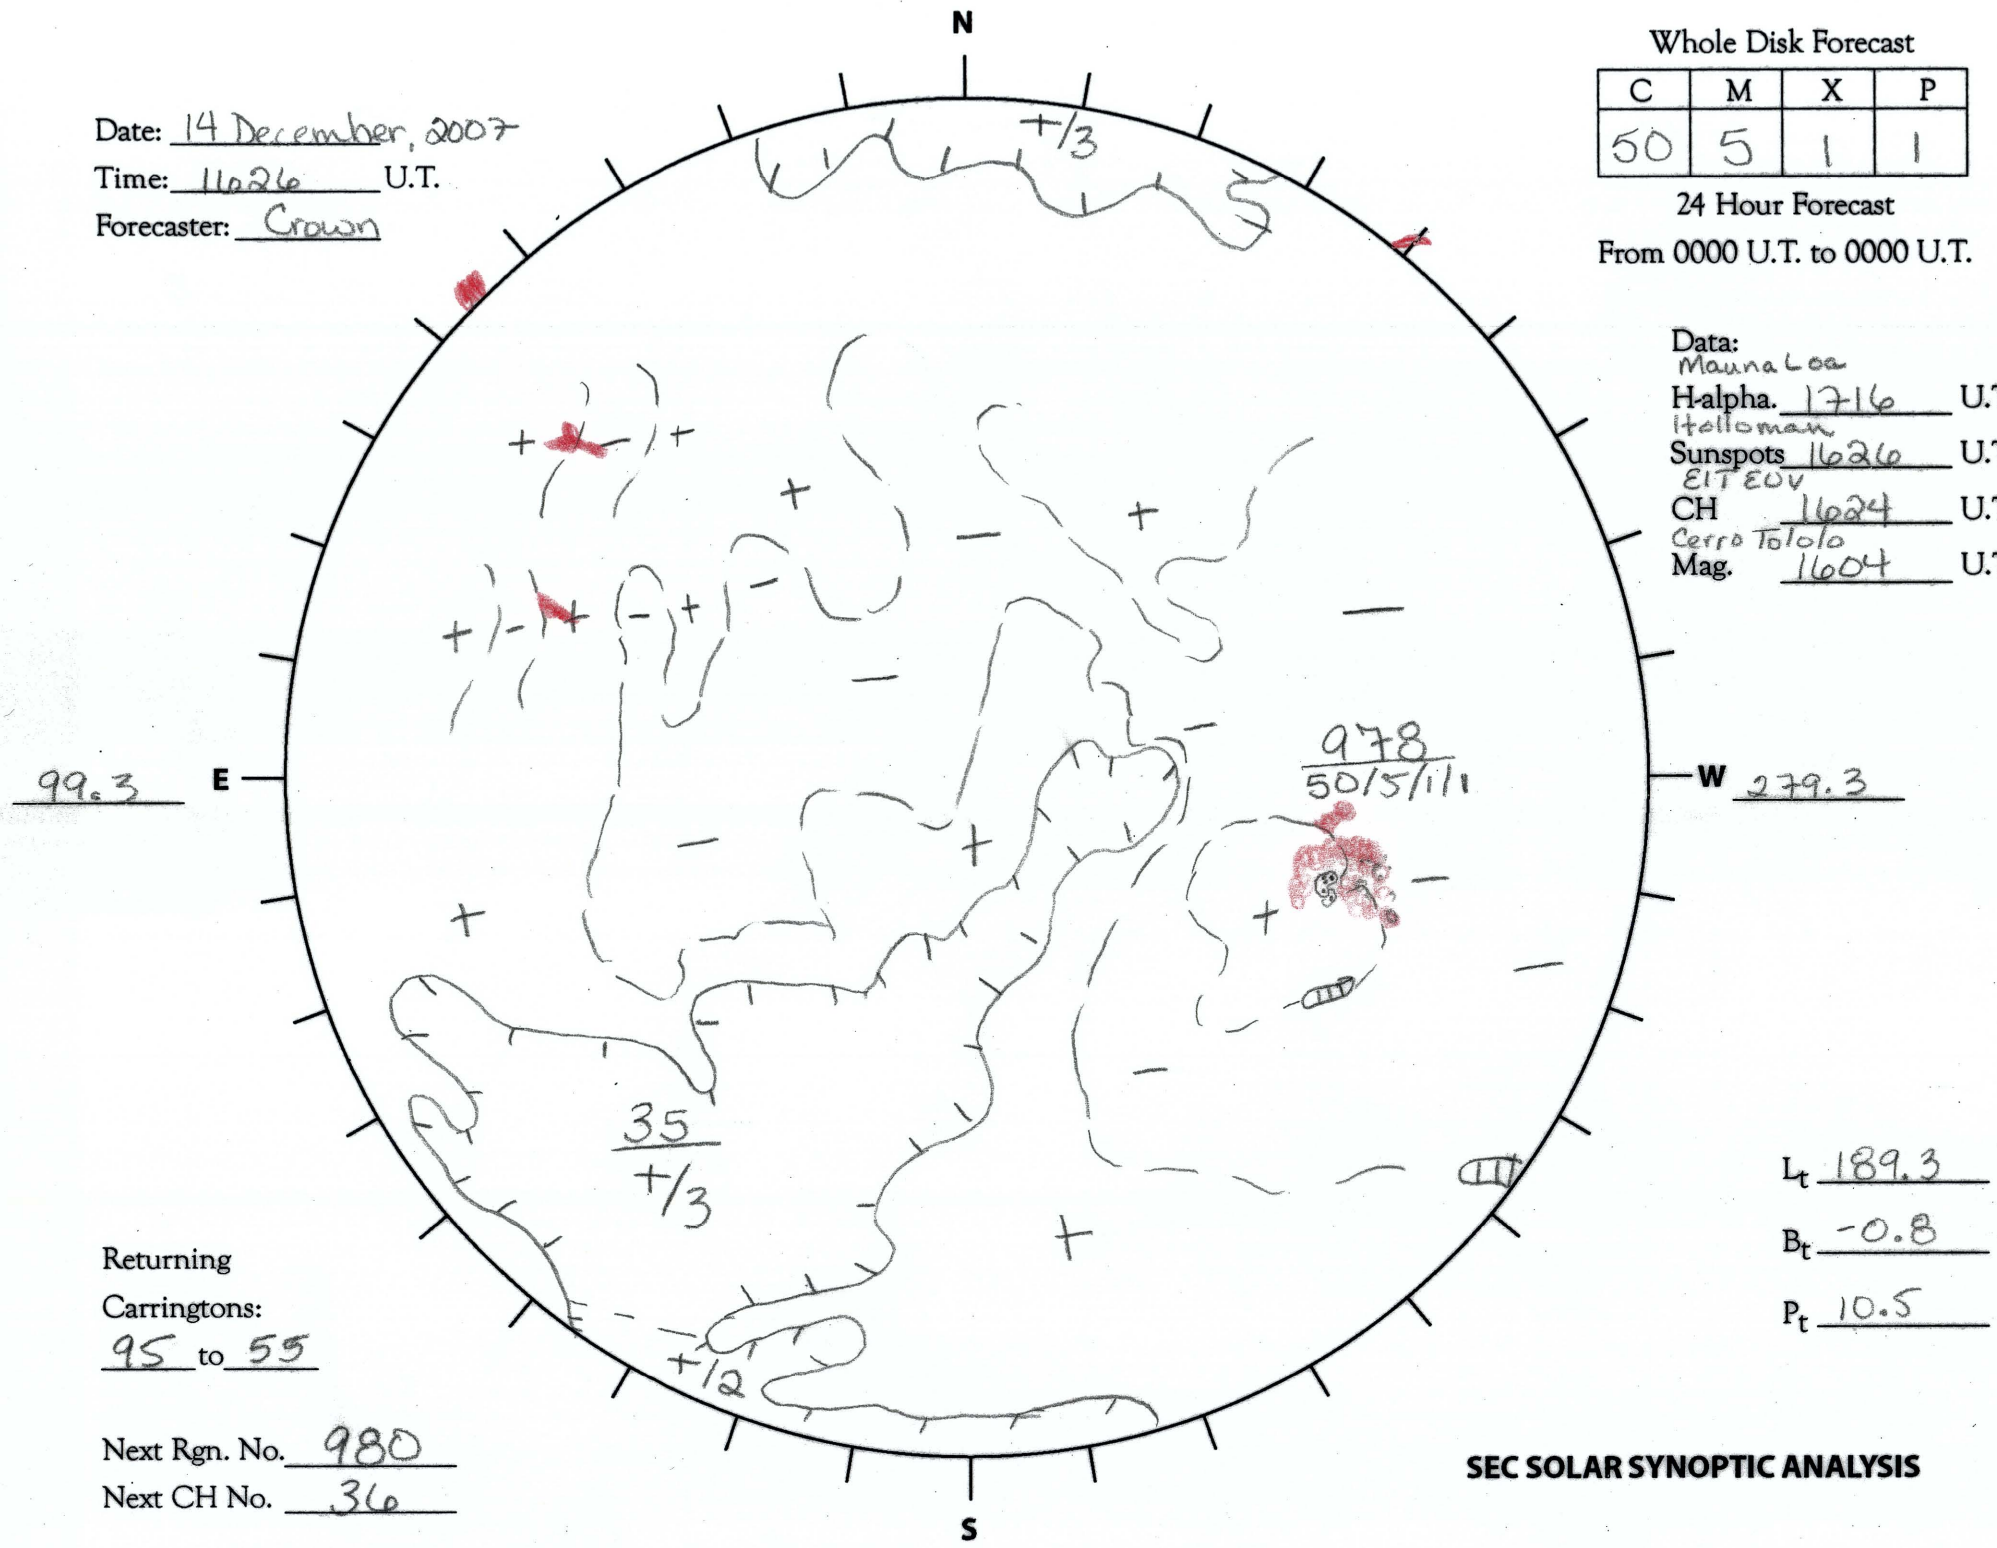 N
Whole Disk Forecast
C M X P
50 5 1 1
24 Hour Forecast
From 0000 U.T. to 0000 U.T.
Date: 14 December, 2007
Time: 1626 U.T.
Forecaster: Crown
+/3
Data:
Mauna Loa
H-alpha. 1716 U.T
Holloman
Sunspots 1626 U.T
EIT EUV
CH 1624 U.T
Cerro Tololo
Mag. 1604 U.T
+ - +
+
-
+
+ - + - + -
-
-
-
978
50/5/1/1
99.3 E
W 279.3
-
+
-
+
+
-
-
35
+/3
+
+/2
Lt 189.3
Bt -0.8
Pt 10.5
Returning
Carringtons:
95 to 55
Next Rgn. No. 980
Next CH No. 36
SEC SOLAR SYNOPTIC ANALYSIS
S